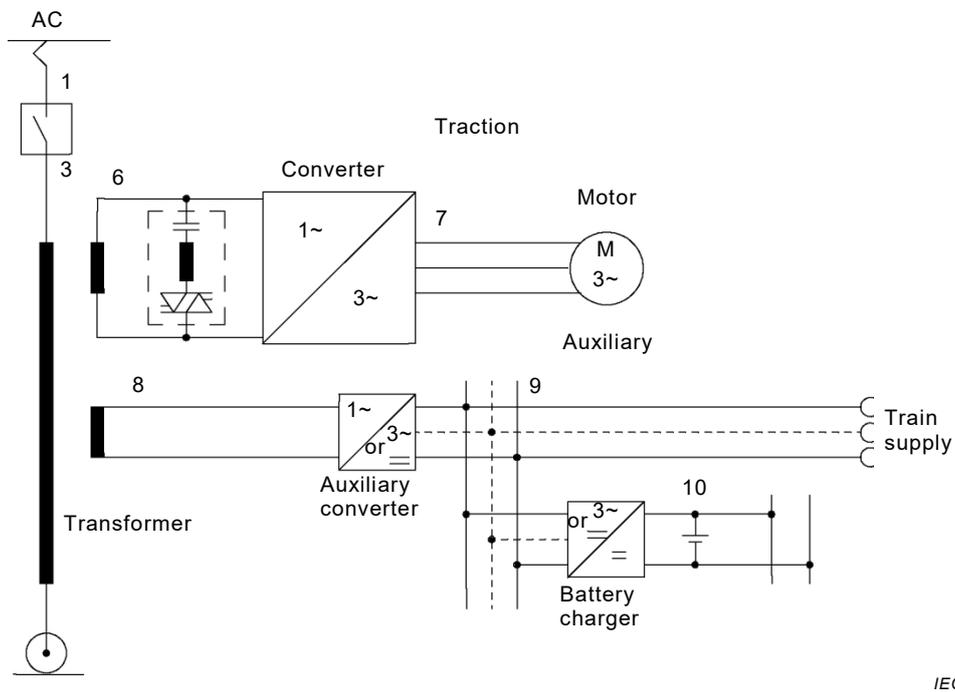 AC
1
3
Traction
Converter
6
1~
3~
7
Motor
M
3~
Auxiliary
8
1~
3~
or
Auxiliary
converter
9
Train
supply
Transformer
10
3~
or
Battery
charger
IEC